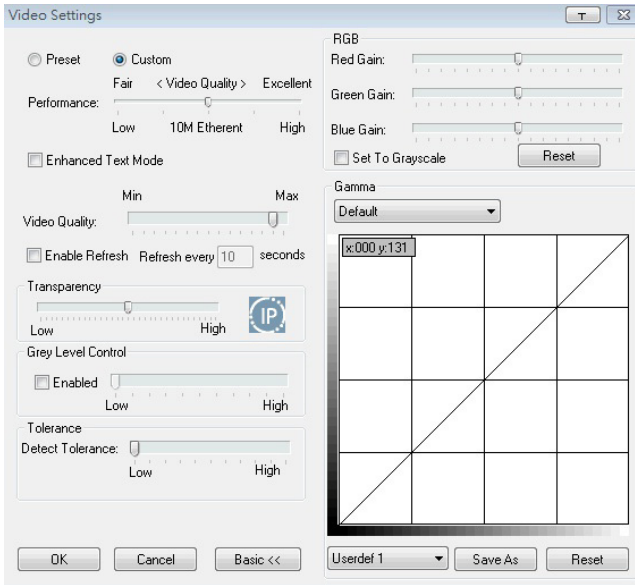 Video Settings
T
Preset
Custom
Fair < Video Quality > Excellent
Performance:
Low 10M Etherent High
Enhanced Text Mode
Min Max
Video Quality:
Enable Refresh Refresh every 10 seconds
Transparency
Low High
IP
Grey Level Control
Enabled
Low High
Tolerance
Detect Tolerance:
Low High
OK
Cancel
Basic <<
RGB
Red Gain:
Green Gain:
Blue Gain:
Set To Grayscale
Reset
Gamma
Default
x:000 y:131
Userdef 1
Save As
Reset